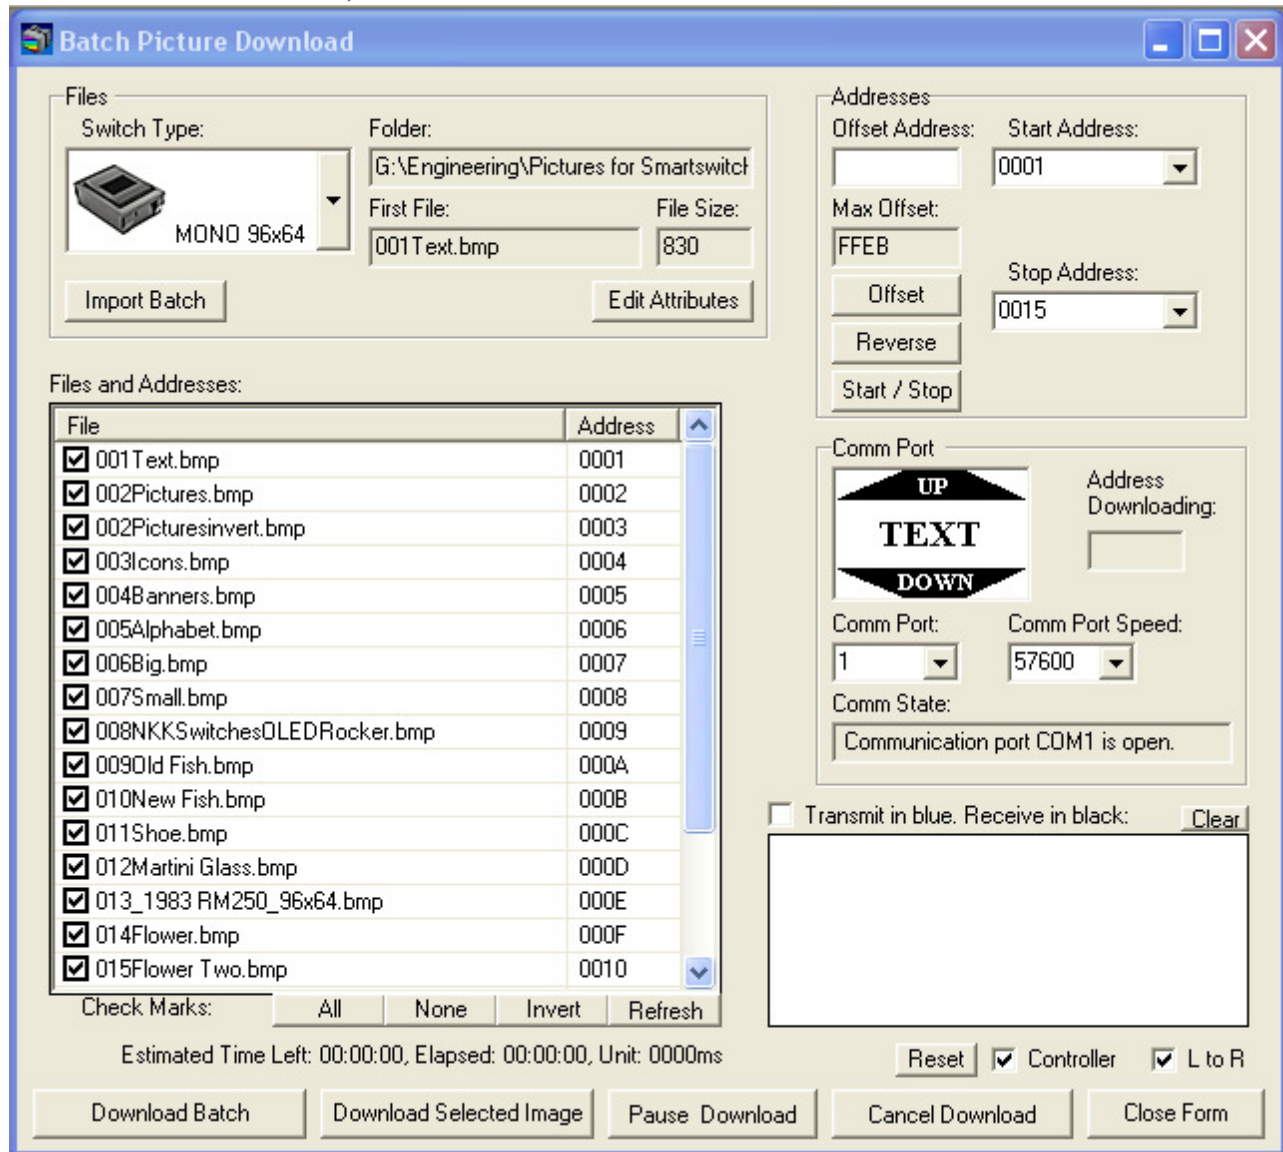 Batch Picture Download
Files
Switch Type:
Folder:
MONO 96x64
G:\Engineering\Pictures for Smartswitch
First File:
File Size:
001Text.bmp
830
Import Batch
Edit Attributes
Addresses
Offset Address:
Start Address:
0001
Max Offset:
FFEB
Stop Address:
0015
Offset
Reverse
Start / Stop
Files and Addresses:
File Address
001Text.bmp 0001
002Pictures.bmp 0002
002Picturesinvert.bmp 0003
003Icons.bmp 0004
004Banners.bmp 0005
005Alphabet.bmp 0006
006Big.bmp 0007
007Small.bmp 0008
008NKKSwitchesOLEDRocker.bmp 0009
009Old Fish.bmp 000A
010New Fish.bmp 000B
011Shoe.bmp 000C
012Martini Glass.bmp 000D
013_1983 RM250_96x64.bmp 000E
014Flower.bmp 000F
015Flower Two.bmp 0010
Check Marks: All None Invert Refresh
Comm Port
UP
TEXT
DOWN
Address
Downloading:
Comm Port:
Comm Port Speed:
1
57600
Comm State:
Communication port COM1 is open.
Transmit in blue. Receive in black:
Clear
Estimated Time Left: 00:00:00, Elapsed: 00:00:00, Unit: 0000ms
Reset Controller L to R
Download Batch Download Selected Image Pause Download Cancel Download Close Form